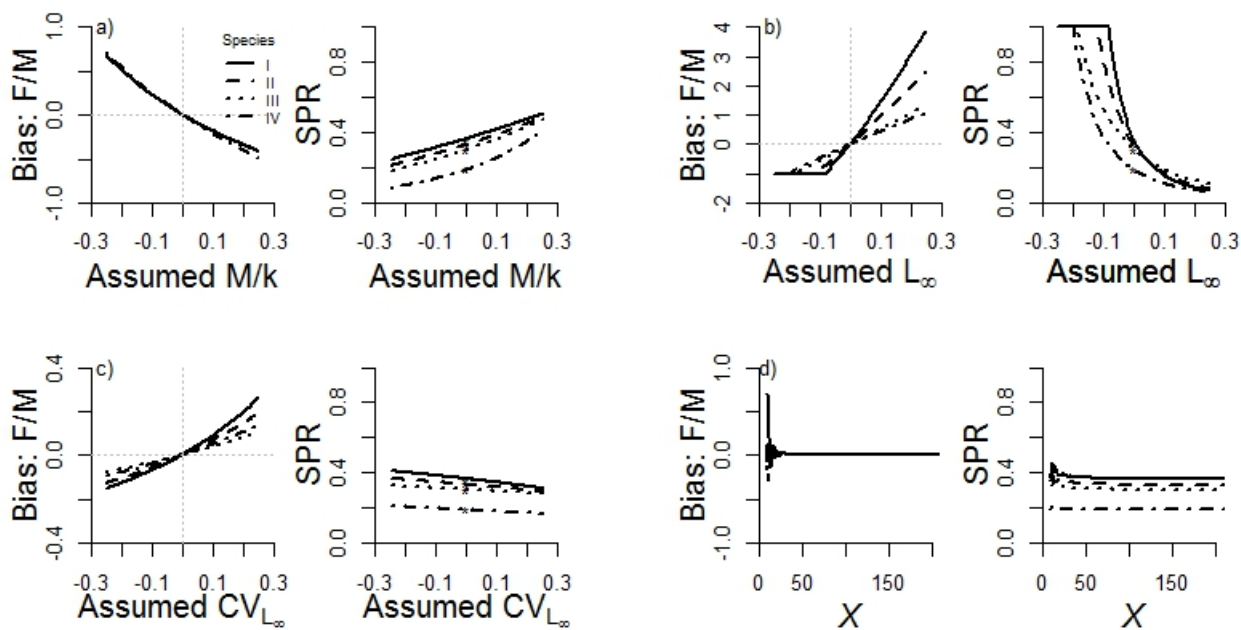 a)
Bias: F/M
1.0
0.0
-1.0
Species
I
II
III
IV
-0.3 -0.1 0.1 0.3
Assumed M/k
SPR
0.8
0.4
0.0
-0.3 -0.1 0.1 0.3
Assumed M/k
b)
Bias: F/M
4
3
2
1
0
-2
-0.3 -0.1 0.1 0.3
Assumed L∞
SPR
0.8
0.4
0.0
-0.3 -0.1 0.1 0.3
Assumed L∞
c)
Bias: F/M
0.4
0.0
-0.4
-0.3 -0.1 0.1 0.3
Assumed CV L∞
SPR
0.8
0.4
0.0
-0.3 -0.1 0.1 0.3
Assumed CV L∞
d)
Bias: F/M
1.0
0.0
-1.0
0 50 150
X
SPR
0.8
0.4
0.0
0 50 150
X